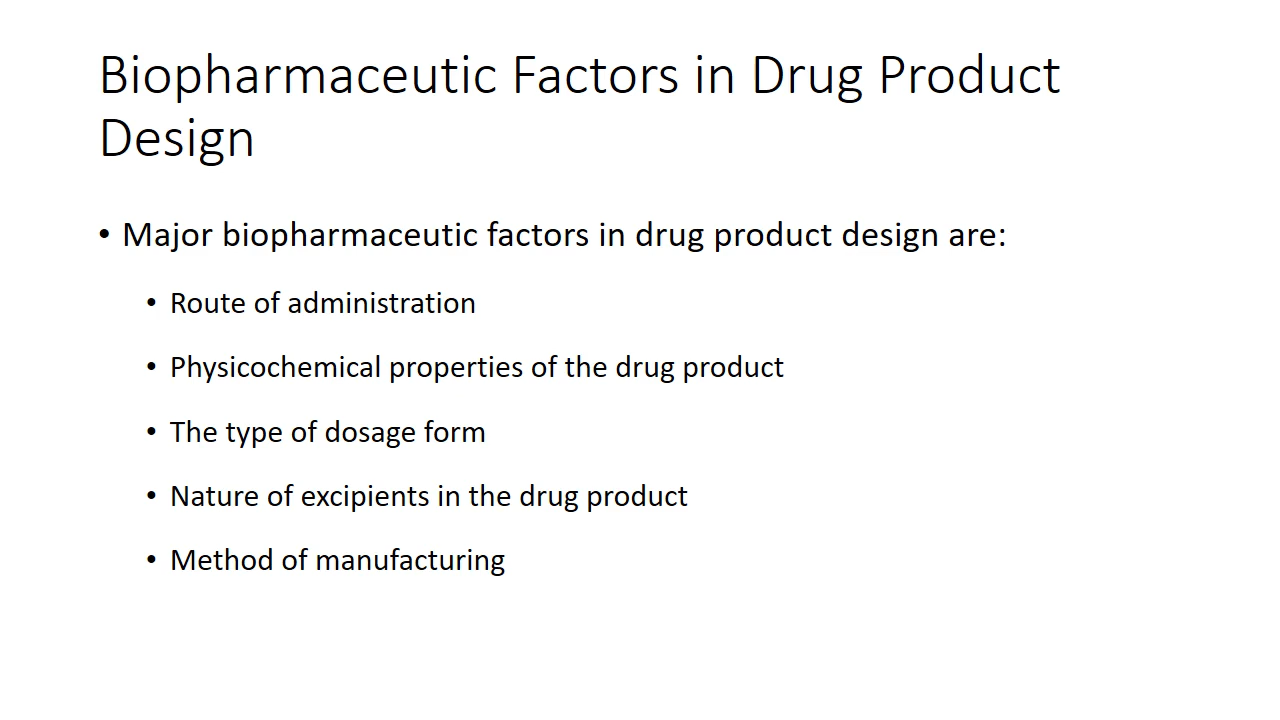 Biopharmaceutic Factors in Drug Product
Design
• Major biopharmaceutic factors in drug product design are:
• Route of administration
• Physicochemical properties of the drug product
• The type of dosage form
• Nature of excipients in the drug product
• Method of manufacturing